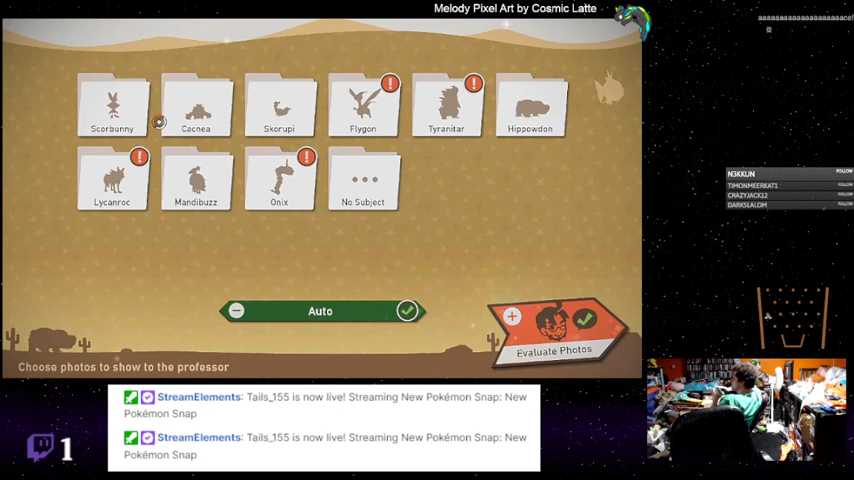 Melody Pixel Art by Cosmic Latte
Scorbunny
Cacnea
Skorupi
Flygon
Tyranitar
Hippowdon
Lycanroc
Mandibuzz
Onix
No Subject
Auto
Evaluate Photos
Choose photos to show to the professor
N3KKUN FOLLOW
TIMONMEERKAT1 FOLLOW
CRAZYJACK12 FOLLOW
DARKSLALOM FOLLOW
StreamElements: Tails_155 is now live! Streaming New Pokémon Snap: New
Pokémon Snap
StreamElements: Tails_155 is now live! Streaming New Pokémon Snap: New
Pokémon Snap
1